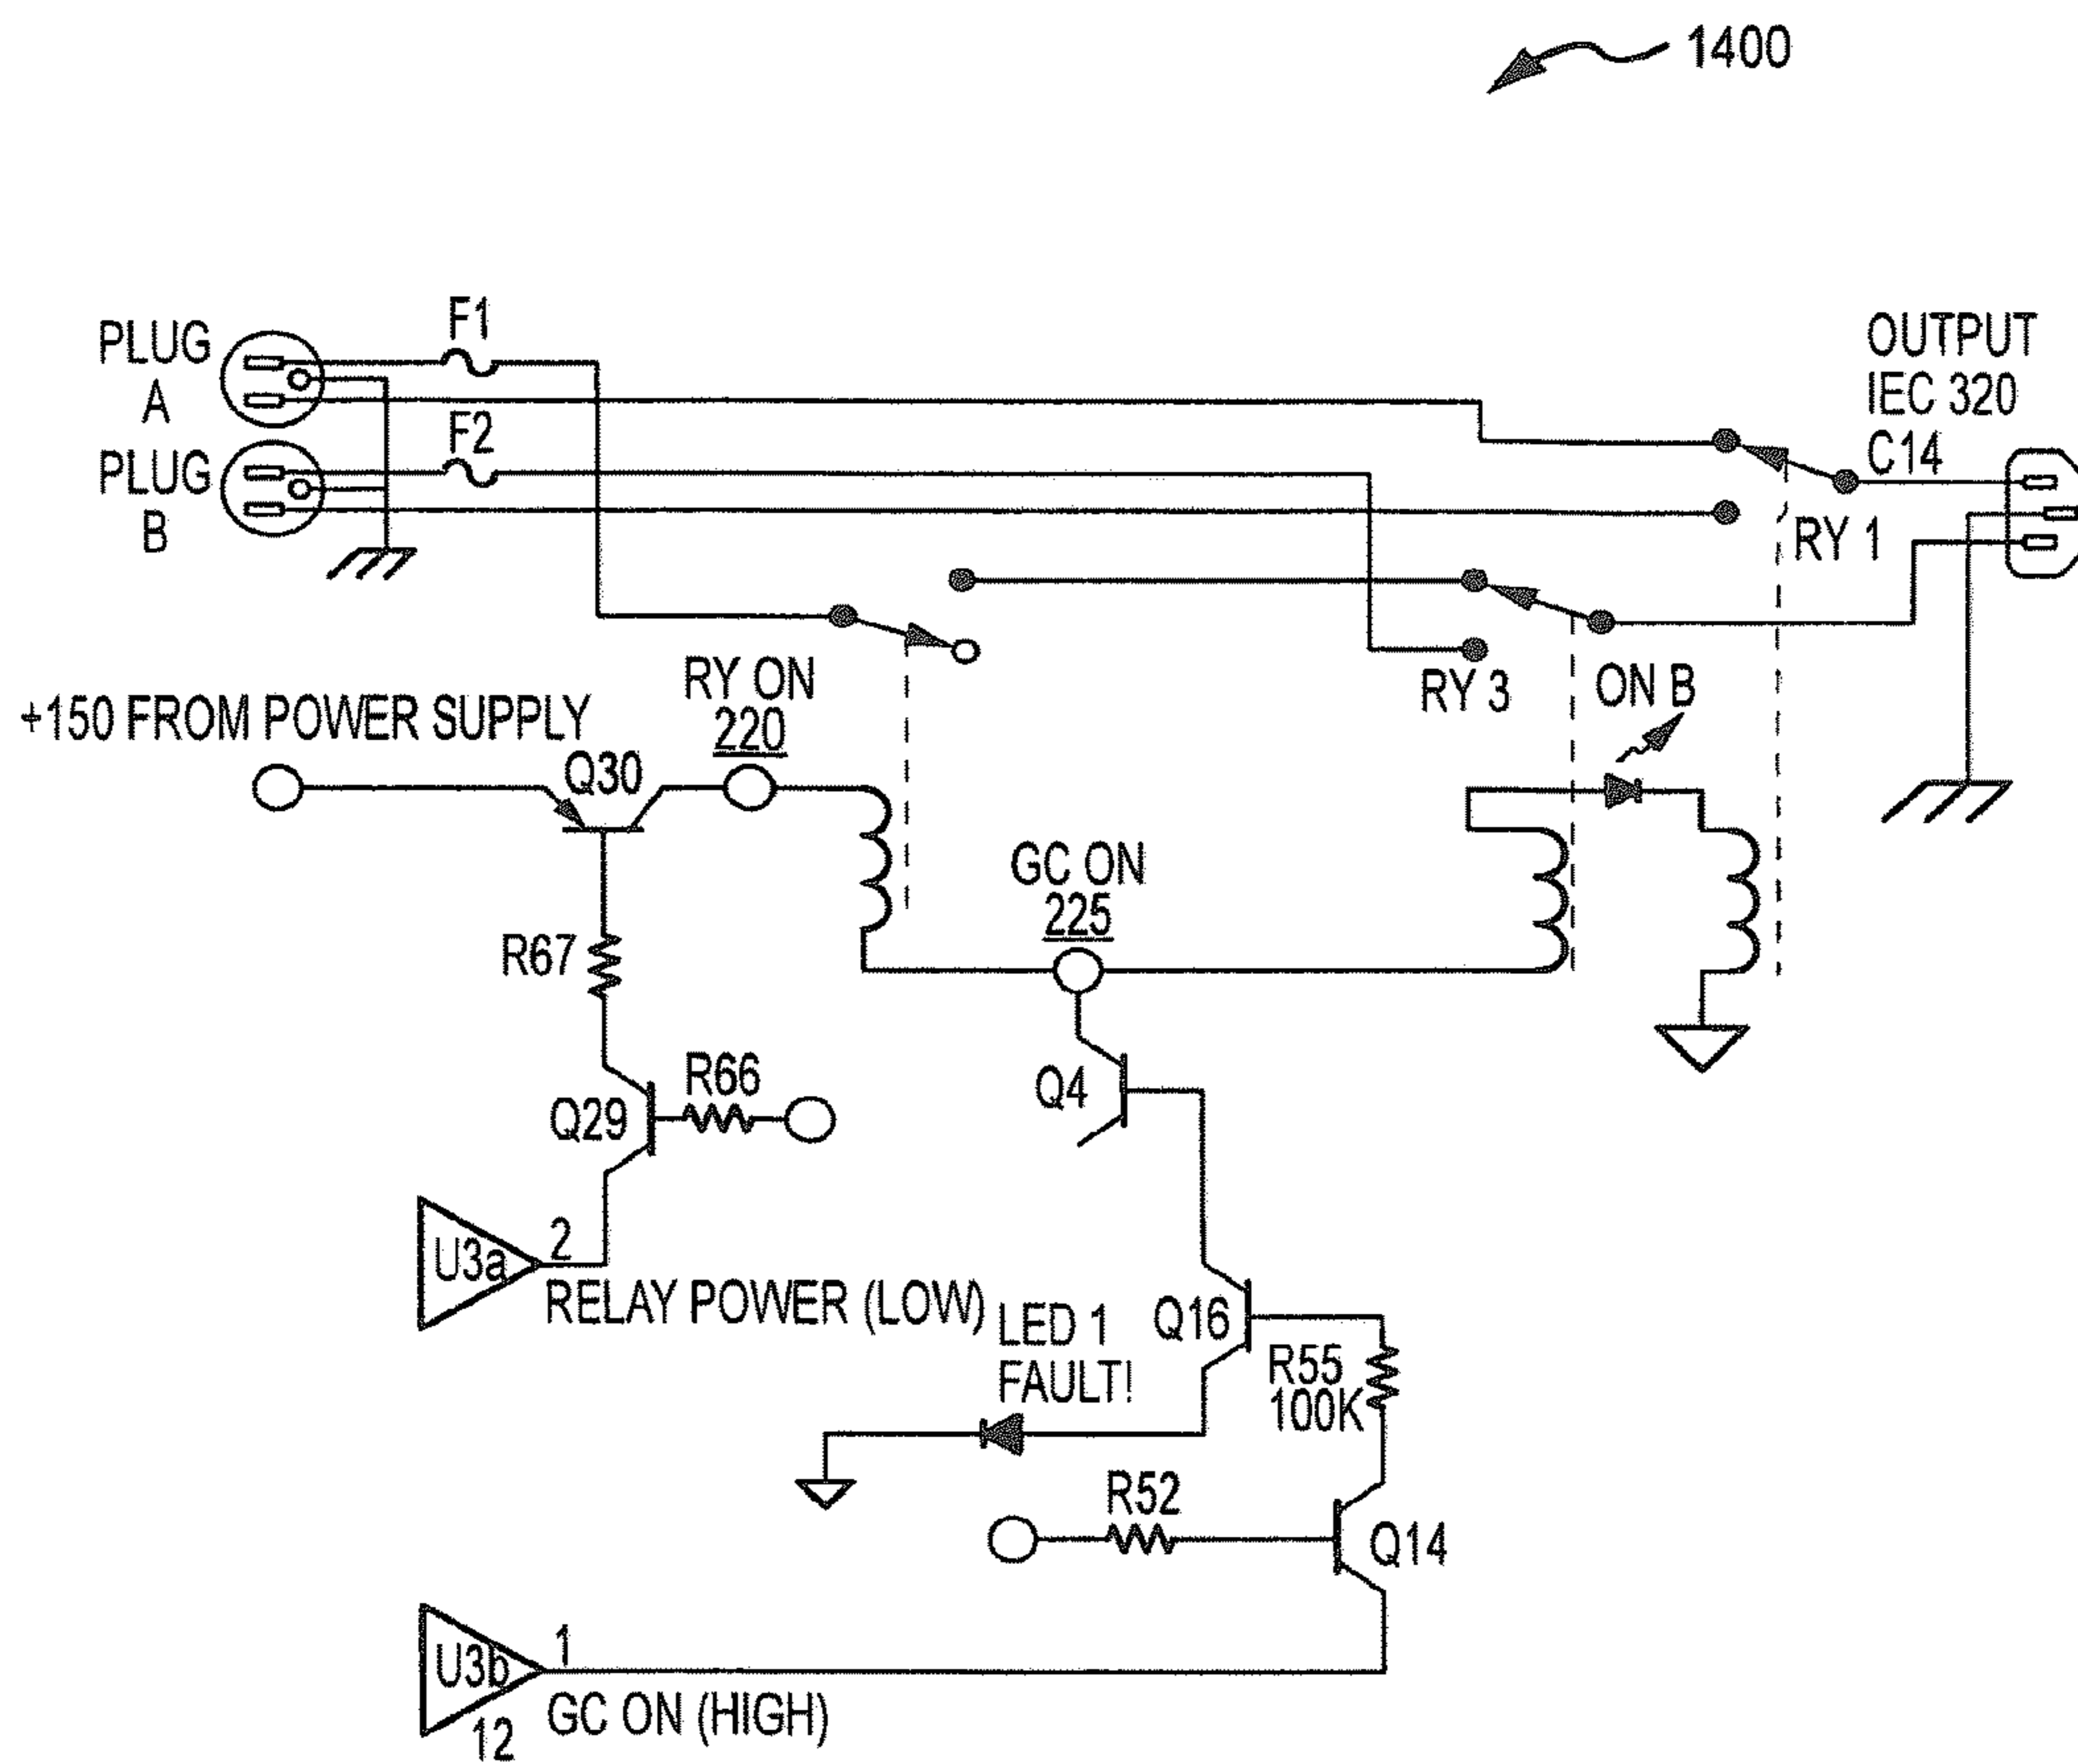 1400
PLUG
A
F1
PLUG
B
F2
OUTPUT
IEC 320
C14
RY 1
RY ON
220
RY 3
ON B
+150 FROM POWER SUPPLY
Q30
GC ON
225
R67
R66
Q29
Q4
U3a
2
RELAY POWER (LOW)
LED 1
FAULT!
Q16
R55
100K
R52
Q14
U3b
1
12
GC ON (HIGH)